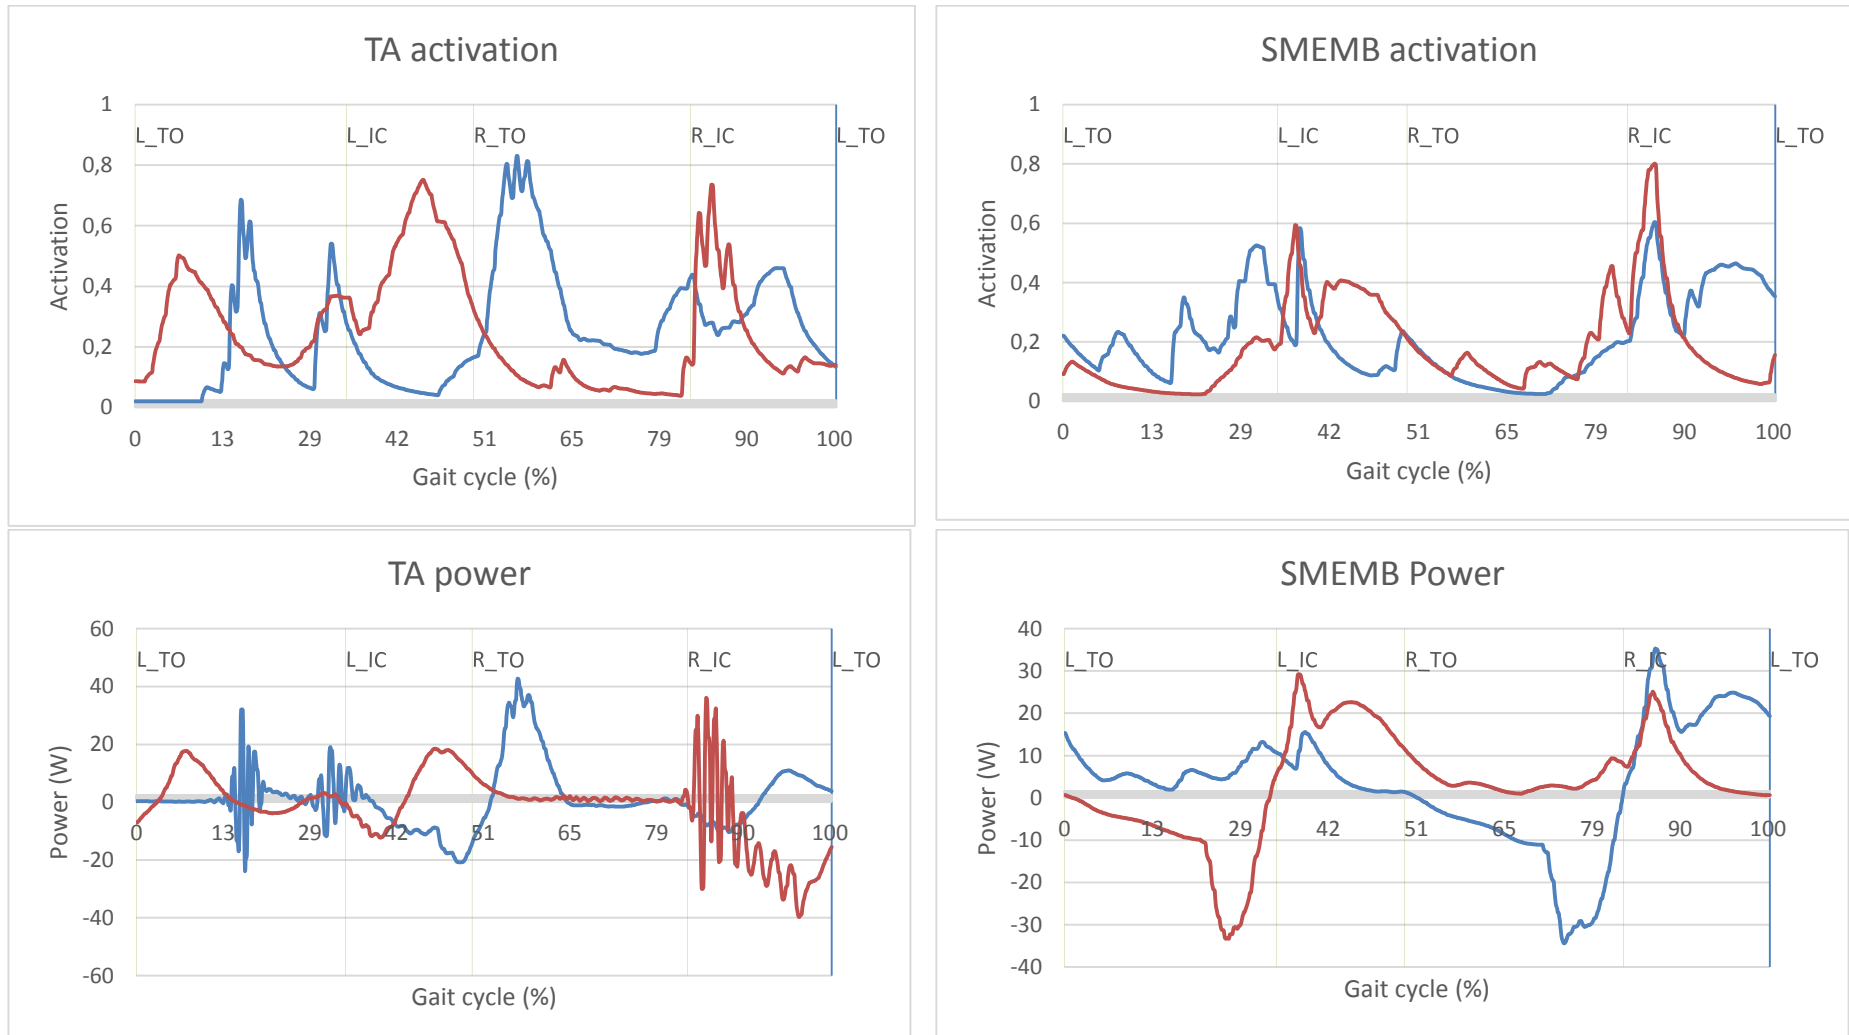 TA activation
1
0,8
0,6
0,4
0,2
0
Activation
L_TO L_IC R_TO R_IC L_TO
0 13 29 42 51 65 79 90 100
Gait cycle (%)
SMEMB activation
1
0,8
0,6
0,4
0,2
0
Activation
L_TO L_IC R_TO R_IC L_TO
0 13 29 42 51 65 79 90 100
Gait cycle (%)
TA power
60
40
20
0
-20
-40
-60
Power (W)
L_TO L_IC R_TO R_IC L_TO
0 13 29 42 51 65 79 90 100
Gait cycle (%)
SMEMB Power
40
30
20
10
0
-10
-20
-30
-40
Power (W)
L_TO L_IC R_TO R_IC L_TO
0 13 29 42 51 65 79 90 100
Gait cycle (%)